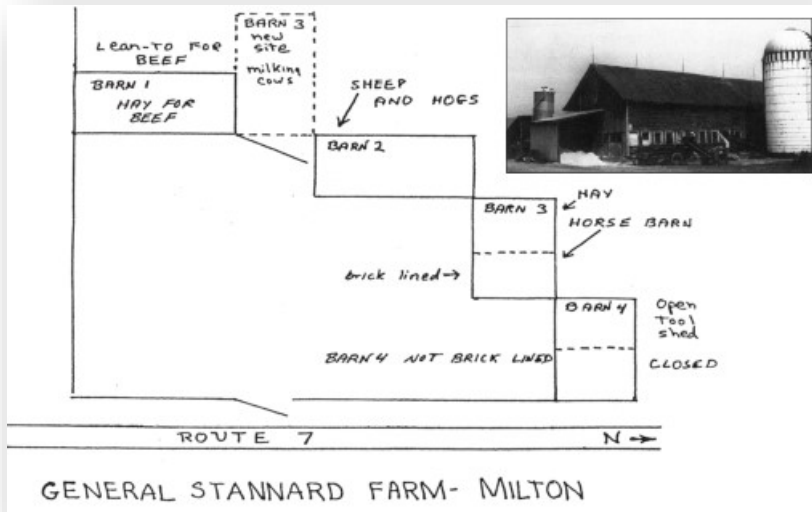 Lean-To FOR
BEEF
BARN 1
HAY FOR
BEEF
BARN 3
new
site
milking
cows
SHEEP
AND HOGS
BARN 2
BARN 3
HAY
HORSE BARN
brick lined
BARN 4
Open
Tool
shed
BARN 4 NOT BRICK LINED
CLOSED
ROUTE 7
N
GENERAL STANNARD FARM- MILTON